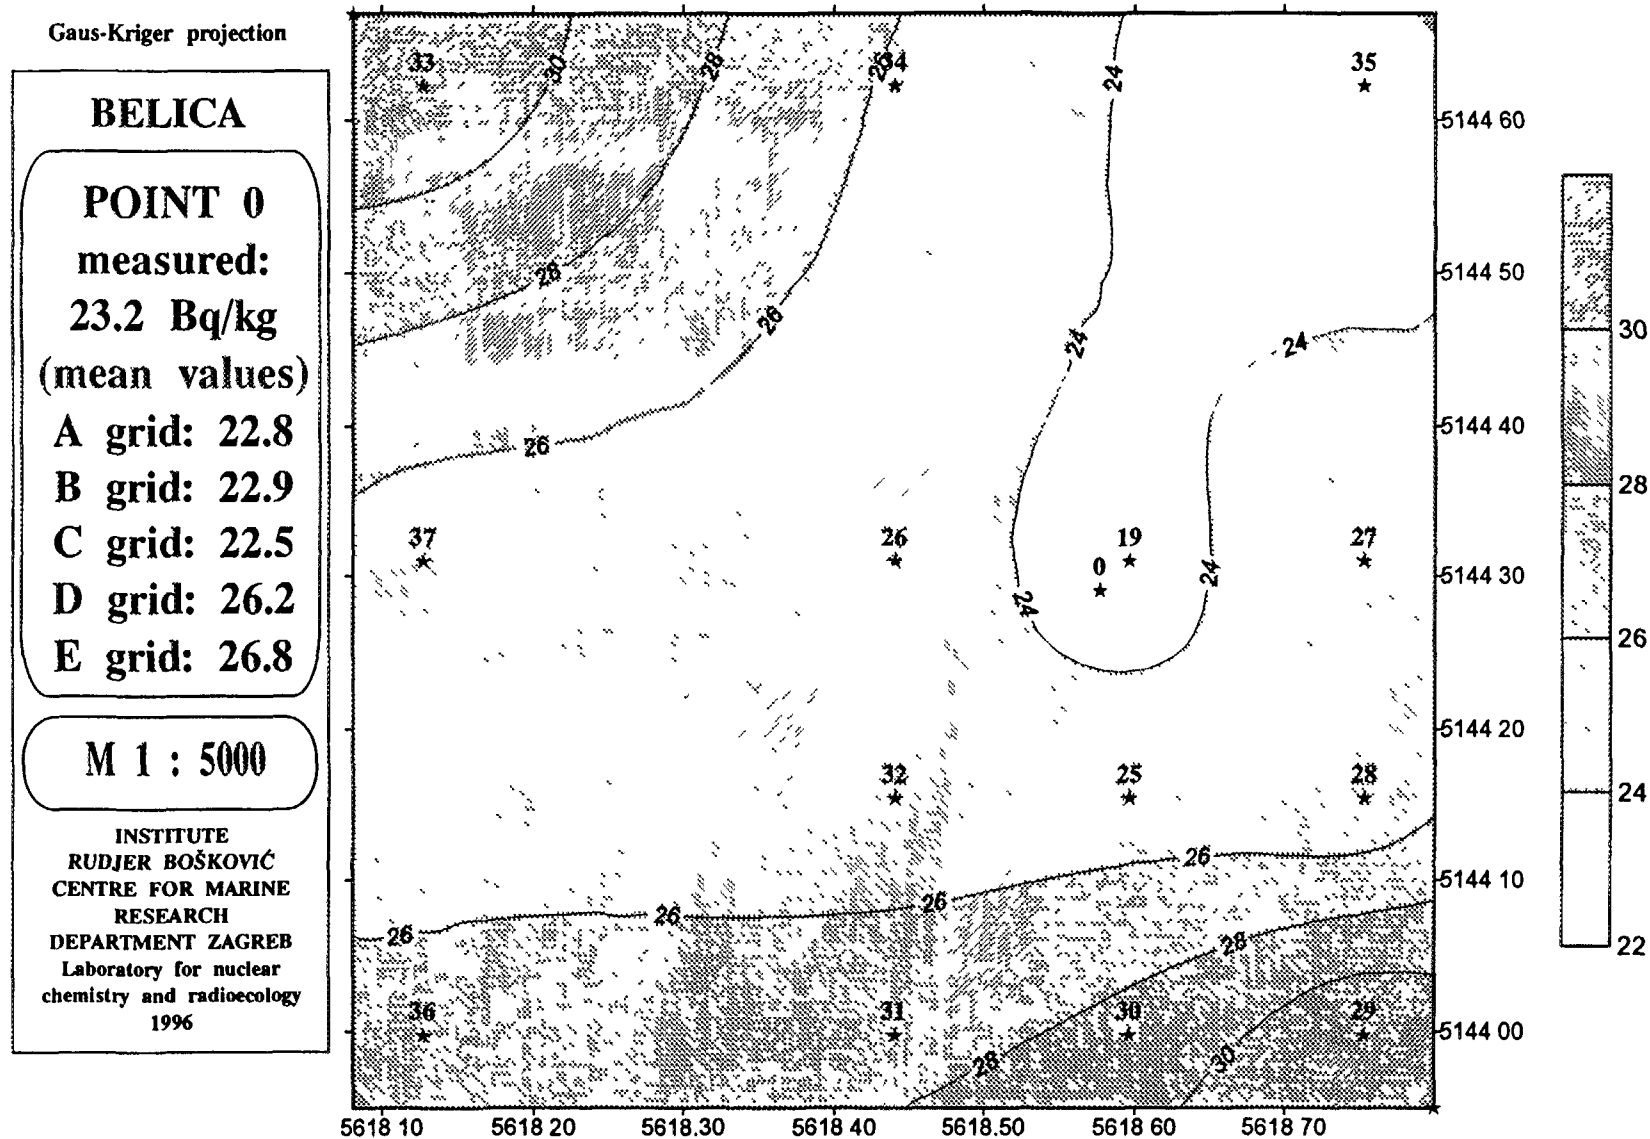 Gaus-Kriger projection
BELICA
POINT 0
measured:
23.2 Bq/kg
(mean values)
A grid: 22.8
B grid: 22.9
C grid: 22.5
D grid: 26.2
E grid: 26.8
M 1 : 5000
INSTITUTE
RUDJER BOŠKOVIĆ
CENTRE FOR MARINE
RESEARCH
DEPARTMENT ZAGREB
Laboratory for nuclear
chemistry and radioecology
1996
33
30
28
26
34
24
35
28
26
24
24
26
37
26
19
27
0
24
24
32
25
28
26
26
26
26
28
36
31
30
29
28
30
5144 60
5144 50
5144 40
5144 30
5144 20
5144 10
5144 00
5618 10
5618 20
5618.30
5618 40
5618.50
5618 60
5618 70
30
28
26
24
22